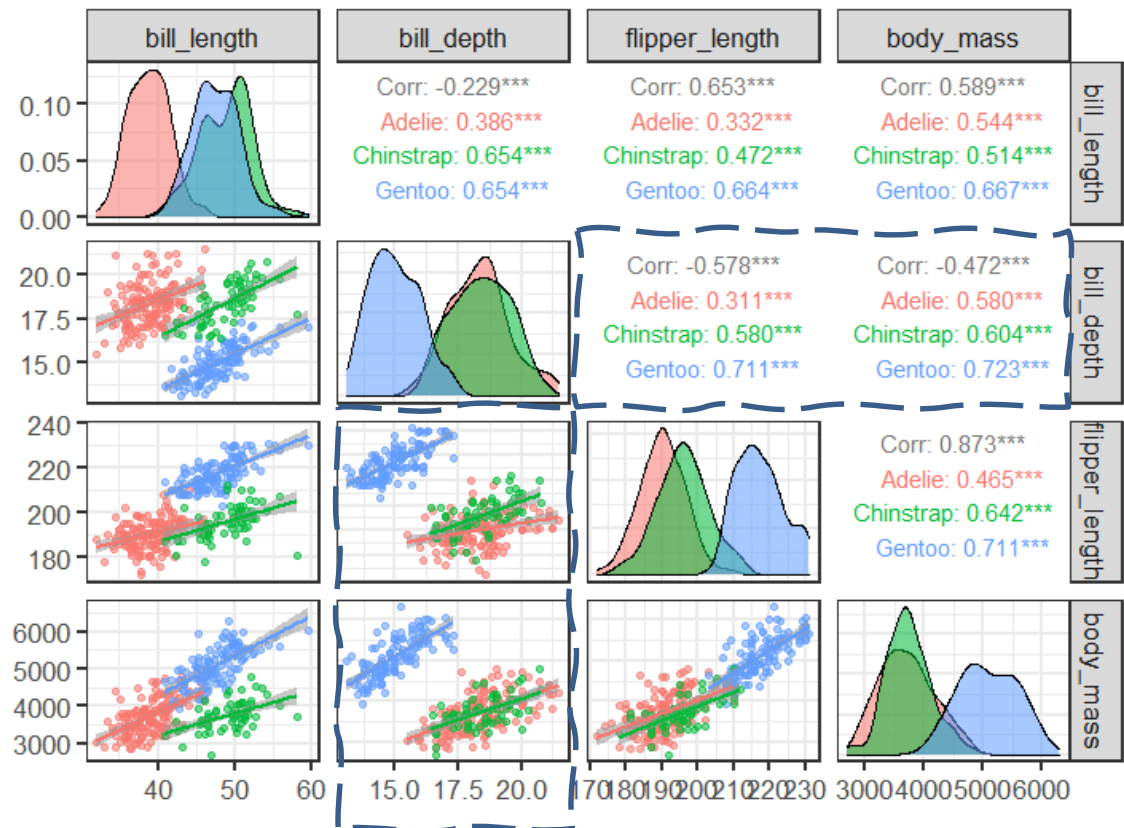 bill_length
bill_depth
flipper_length
body_mass
0.10
0.05
0.00
Corr: -0.229***
Adelie: 0.386***
Chinstrap: 0.654***
Gentoo: 0.654***
Corr: 0.653***
Adelie: 0.332***
Chinstrap: 0.472***
Gentoo: 0.664***
Corr: 0.589***
Adelie: 0.544***
Chinstrap: 0.514***
Gentoo: 0.667***
bill_length
20.0
17.5
15.0
Corr: -0.578***
Adelie: 0.311***
Chinstrap: 0.580***
Gentoo: 0.711***
Corr: -0.472***
Adelie: 0.580***
Chinstrap: 0.604***
Gentoo: 0.723***
bill_depth
240
220
200
180
Corr: 0.873***
Adelie: 0.465***
Chinstrap: 0.642***
Gentoo: 0.711***
flipper_length
6000
5000
4000
3000
body_mass
40 50 60
15.0 17.5 20.0
170 180 190 200 210 220 230
3000 4000 5000 6000